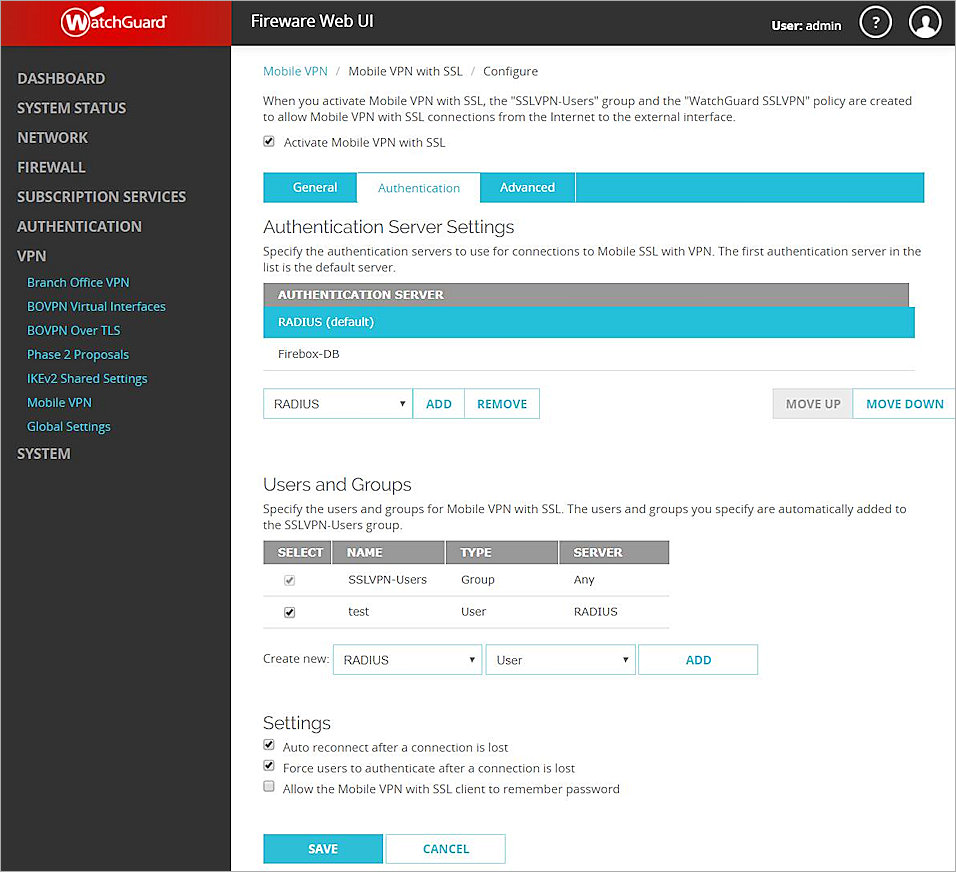 WatchGuard
Fireware Web UI
User: admin
?
DASHBOARD
SYSTEM STATUS
NETWORK
FIREWALL
SUBSCRIPTION SERVICES
AUTHENTICATION
VPN
Branch Office VPN
BOVPN Virtual Interfaces
BOVPN Over TLS
Phase 2 Proposals
IKEv2 Shared Settings
Mobile VPN
Global Settings
SYSTEM
Mobile VPN / Mobile VPN with SSL / Configure
When you activate Mobile VPN with SSL, the "SSLVPN-Users" group and the "WatchGuard SSLVPN" policy are created
to allow Mobile VPN with SSL connections from the Internet to the external interface.
Activate Mobile VPN with SSL
General Authentication Advanced
Authentication Server Settings
Specify the authentication servers to use for connections to Mobile SSL with VPN. The first authentication server in the
list is the default server.
AUTHENTICATION SERVER
RADIUS (default)
Firebox-DB
RADIUS ADD REMOVE MOVE UP MOVE DOWN
Users and Groups
Specify the users and groups for Mobile VPN with SSL. The users and groups you specify are automatically added to
the SSLVPN-Users group.
SELECT NAME TYPE SERVER
SSLVPN-Users Group Any
test User RADIUS
Create new: RADIUS User ADD
Settings
Auto reconnect after a connection is lost
Force users to authenticate after a connection is lost
Allow the Mobile VPN with SSL client to remember password
SAVE CANCEL